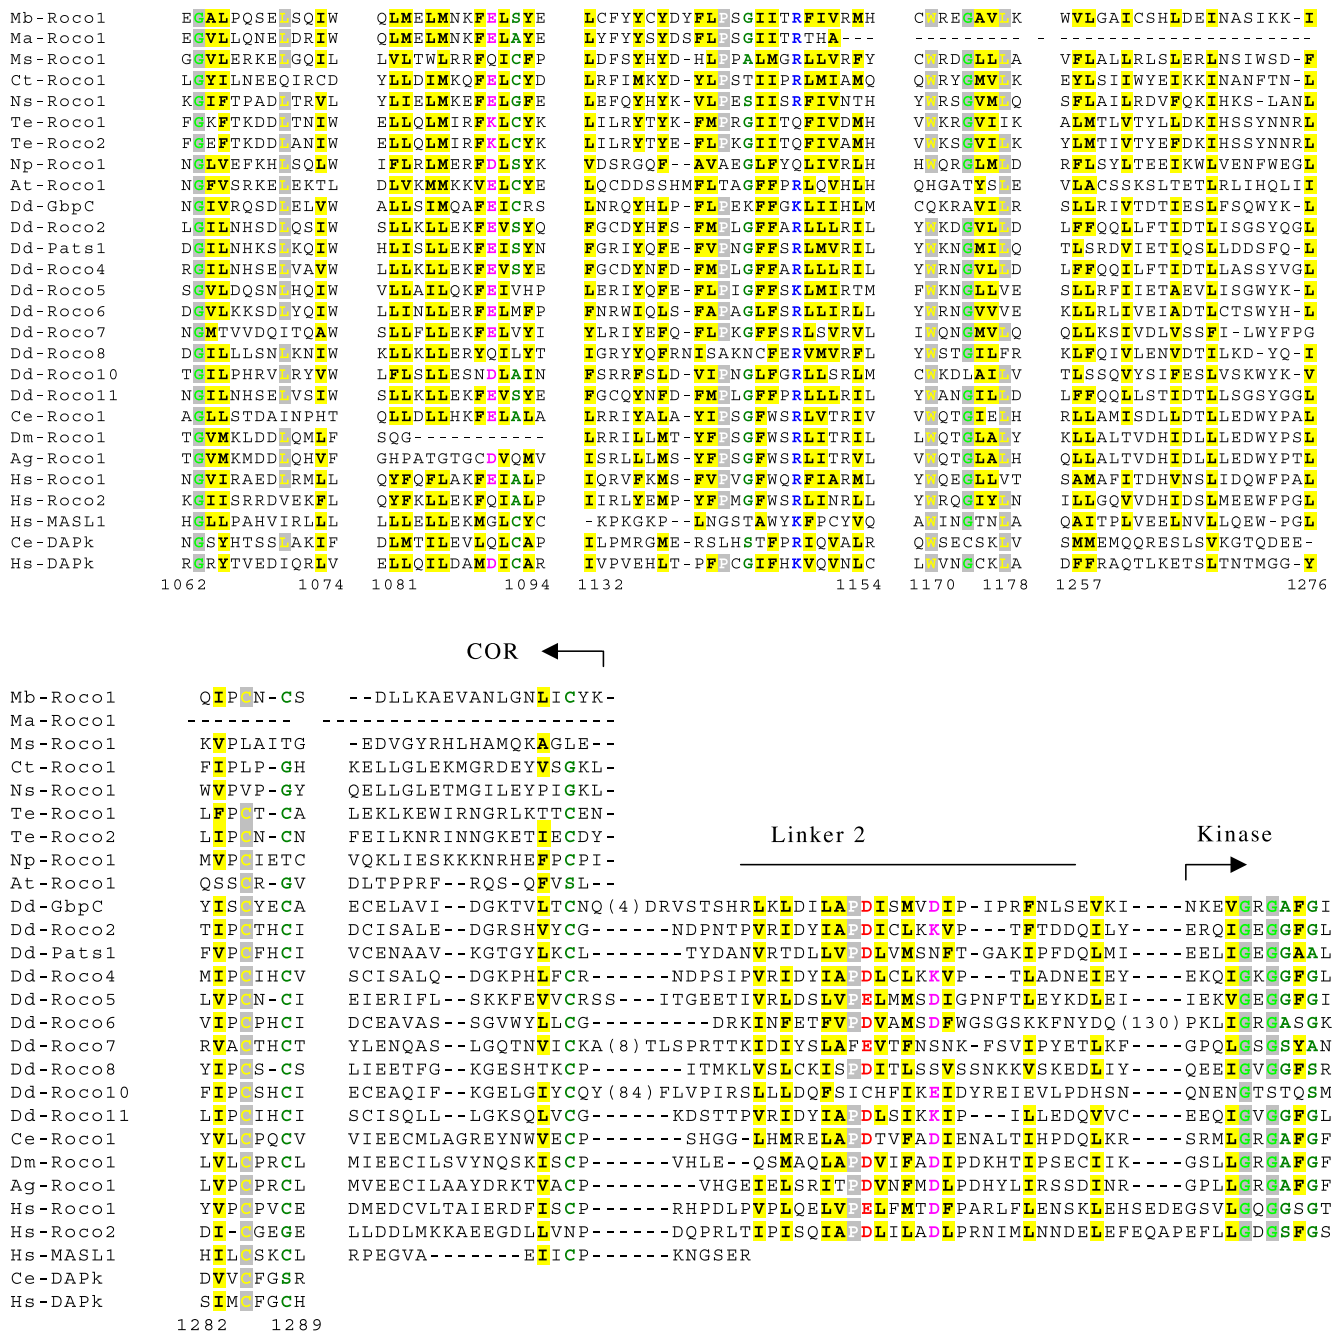 Mb-Roco1 EGALPQSELSQIW QLMELMNKFELSYE LCFYYCYDYFLPSGIITRFIVRMH CWREGAVLK WVLGAICSHLDEINASIKK-I
Ma-Roco1 EGVLLQNELDRIW QLMELMNKFELAYE LYFYYSYDSFLPSGIITRTHA--- --------- - --------------------
Ms-Roco1 GGVLERKELGQIL LVLTWLRRFQICFP LDFSYHYD-HLPPALMGRLLVRFY CWRDGLLLA VFLALLRLSLERLNSIWSD-F
Ct-Roco1 LGYILNEEQIRCD YLLDIMKQFELCYD LRFIMKYD-YLPSTIIPRLMIAMQ QWRYGMVLK EYLSIIWYEIKKINANFTN-L
Ns-Roco1 KGIFTPADLTRVL YLIELMKEFELGFE LEFQYHYK-VLPESIISRFIVNTH YWRSGVMLQ SFLAILRDVFQKIHKS-LANL
Te-Roco1 FGKFTKDDLTNIW ELLQLMIRFKLCYK LILRYTYK-FMPRGIITQFIVDMH VWKRGVIIK ALMTLVTYLLDKIHSSYNNRL
Te-Roco2 FGEFTKDDLANIW ELLQLMIRFKLCYK LILRYEYK-FMPKGIITQFIVAMH VWKSGVILK YLMTIVTYEFDKIHSSYNNRL
Np-Roco1 NGLVEFKHLSQLW IFLRLMERFDLSYK VDSRGQF--AVAEGLFYQLIVRLH HWQRGLMLD RFLSYLTEEIKWLVENFWEGL
At-Roco1 NGFVSRKELEKTL DLVKMMKKVELCYE LQCDDSSHMFLTAGFFPRLQVHLH QHGATYSLE VLACSSKSLTETLRLIHQLII
Dd-GbpC NGIVRQSDLELVW ALLSIMQAFEICRS LNRQYHLP-FLPEKFFGKLIIHLM CQKRAVILR SLLRIVTDTIESLFSQWYK-V
Dd-Roco2 LGILNHSDLQSIW SLLKLLEKFEVSYQ FGCDYHFS-FMPLGFFARLLLRIL YWKDGVLLD LFFQQLLFTIDTLISGSYQGL
Dd-Pats1 DGILNHKSLKQIW HLISLLEKFEISYN FGRIYQFE-FVPNGFFSRLMVRIL YWKNGMILQ TLSRDVIETIQSLLDDSFQ-L
Dd-Roco4 RGILNHSELVAVW LLLKLLEKFEVSYE FGCDYNFD-FMPLGFFARLLLRIL YWRNGVLLD LFFQQILFTIDTLLASSYVGL
Dd-Roco5 SGVLDQSNLHQIW VLLAILQKFEIVHP LERIYQFE-FLPIGFFSKLMIRTM FWKNGLLVE SLLRFIIETAEVLISGWYK-L
Dd-Roco6 DGVLKKSDLYQIW LLINLLERFELMFP FNRWIQLS-FAPAGLFSRLLIRLL YWRNGVVVE KLLRLIVEIADTLCTSWYH-L
Dd-Roco7 NGMTVVDQITQAW SLLFLLEKFELVYI YLRIYEFQ-FLPKGFFSRLSVRVL WIQNGMVLQ QLLKSIVDLVSSFI-LWYFPG
Dd-Roco8 DGILLLSNLKNIW KLLKLLERYQILYT IGRYYQFRNISAKNCFERVMVRFL YWSTGILFR KLFQIVLENVDTILKD-YQ-I
Dd-Roco10 TGILPHRVLRYVW LFLSLLESNDLAIN FSRRFSLD-VIPNGLFGRLLSRLM CWKDLAILV TLSSQVYSIFESLVSKWYK-V
Dd-Roco11 NGILNHSELVSIW SLLKLLEKFEVSYE FGCQYNFD-FMPLGFFPRLLLRIL YWANGILLD LFFQQLLSTIDTLLSGSYGGL
Ce-Roco1 AGLLSTDAINPHT QLLDLLHKFELALA LRRIYALA-YIPSGFWSRLVTRIV VWQTGIELH RLLAMISDLLDTLLEDWYPAL
Dm-Roco1 TGVMKLDDLQMLF SQG----------- LRRILLMT-YFPSGFWSRLITRIL LWQTGLALY KLLALTVDHIDLLLEDWYPSL
Ag-Roco1 TGVMKMDDLQHVF GHPATGTGCDVQMV ISRLLLMS-YFPSGFWSRLITRVL LWQTGLALH QLLALTVDHIDLLLEDWYPTL
Hs-Roco1 NGVIRAEDLRMLL QYFQFLAKFEIALP IQRVFKMS-FVPVGFWQRFIARML YWQEGLLVT SAMAFITDHVNSLIDQWFPAL
Hs-Roco2 KGIISRRDVEKFL QYFKLLEKFQIALP IIRLYEMP-YFPMGFWSRLINRLL YWRQGIYLN ILLGQVVDHIDSLMEEWFPGL
Hs-MASL1 HGLLPAHVIRLLL LLLELLEKMGLCYC -KPKGKP--LNGSTAWYKFPCYVQ AWINGTNLA QAITPLVEELNVLLQEW-PGL
Ce-DAPk NGSYHTSSLAKIF DLMTILEVLQLCAP ILPMRGME-RSLHSTFPRIQVALR QWSECSKLV SMMEMQQRESLSVKGTQDEE-
Hs-DAPk RGRYTVEDIQRLV ELLQILDAMDICAR IVPVEHLT-PFPCGIFHKVQVNLC LWVNGCKLA DFFRAQTLKETSLTNTMGG-Y
1062 1074 1081 1094 1132 1154 1170 1178 1257 1276
COR
Mb-Roco1 QIPCN-CS --DLLKAEVANLGNLICYK-
Ma-Roco1 -------- ----------------------
Ms-Roco1 KVPLAITG -EDVGYRHLHAMQKAGLE--
Ct-Roco1 FIPLP-GH KELLGLEKMGRDEYVSGKL-
Ns-Roco1 WVPVP-GY QELLGLETMGILEYPIGKL-
Te-Roco1 LFPCT-CA LEKLKEWIRNGRLKTTCEN-
Te-Roco2 LIPCN-CN FEILKNRINNGKETIECDY-
Linker 2 Kinase
Np-Roco1 MVPCIETC VQKLIESKKKNRHEFPCPI-
At-Roco1 QSSCR-GV DLTPPRF--RQS-QFVSL--
Dd-GbpC YISCYECA ECELAVI--DGKTVLTCNQ(4)DRVSTSHRLKLDILAPDISMVDIP-IPRFNLSEVKI----NKEVGRGAFGI
Dd-Roco2 TIPCTHCI DCISALE--DGRSHVYCG-----NDPNTPVRIDYIAPDICLKKVP---TFTDDQILY----ERQIGEGGFGL
Dd-Pats1 FVPCFHCI VCENAAV--KGTGYLKCL-----TYDANVRTDLLVPDLVMSNFT-GAKIPFDQLMI----EELIGEGGAAL
Dd-Roco4 MIPCIHCV SCISALQ--DGKPHLFCR-----NDPSIPVRIDYLAPDLCLKKVP---TLADNEIEY----EKQIGKGGFGL
Dd-Roco5 LVPCN-CI EIERIFL--SKKFEVVCRSS---ITGEETIVRLDSLVPELMMSDIGPNFTLEYKDLEI----IEKVGEGGFGI
Dd-Roco6 VIPCPHCI DCEAVAS--SGVWYLLCG--------DRKINFETFVPDVAMSDFWGSGSKKFNYDQ(130)PKLIGRGASGK
Dd-Roco7 RVACTHCT YLENQAS--LGQTNVICKA(8)TLSPRTTKIDIYSLAFEVTFNSNK-FSVIPYETLKF----GPQLGSGSYAN
Dd-Roco8 YIPCS-CS LIEETFG--KGESHTKCP------ITMKLVSLCKISPDITLSSVSSNKKVSKEDLIY----QEEIGVGGFSR
Dd-Roco10 FIPCSHCI ECEAQIF--KGELGIYCQY(84)FLVPIRSLLLDQFSICHFIKEIDYREIEVLPDHSN----QNENGTSTQSM
Dd-Roco11 LIPCIHCI SCISQLL--LGKSQLVCG-----KDSTTPVRIDYIAPDLSIKKIP---ILLEDQVVC----EEQIGVGGFGL
Ce-Roco1 YVLCPQCV VIEECMLAGREYNWVECP-------SHGG-LHMRELAPDTVFADIENALTIHPDQLKR----SRMLGRGAFGF
Dm-Roco1 LVLCPRCL MIEECILSVYNQSKISCP------VHLE--QSMAQLAPDVIFADIPDKHTIPSECIIK----GSLLGRGAFGF
Ag-Roco1 LVPCPRCL MVEECILAAYDRKTVACP------VHGEIELSRITPDVNFMDLPDHYLIRSSDINR----GPLLGRGAFGF
Hs-Roco1 YVPCPVCE DMEDCVLTAIERDFISCP-----RHPDLPVPLQELVPELFMTDFPARLFLENSKLEHSEDEGSVLGQGGSGT
Hs-Roco2 DI-CGEGE LLDDLMKKAEEGDLLVNP----DQPRLTIPISQIAPDLILADLPRNIMLNNDELEFEQAPEFLLGDGSFGS
Hs-MASL1 HILCSKCL RPEGVA-----EIICP-----KNGSER
Ce-DAPk DVVCFGSR
Hs-DAPk SIMCFGCH
1282 1289